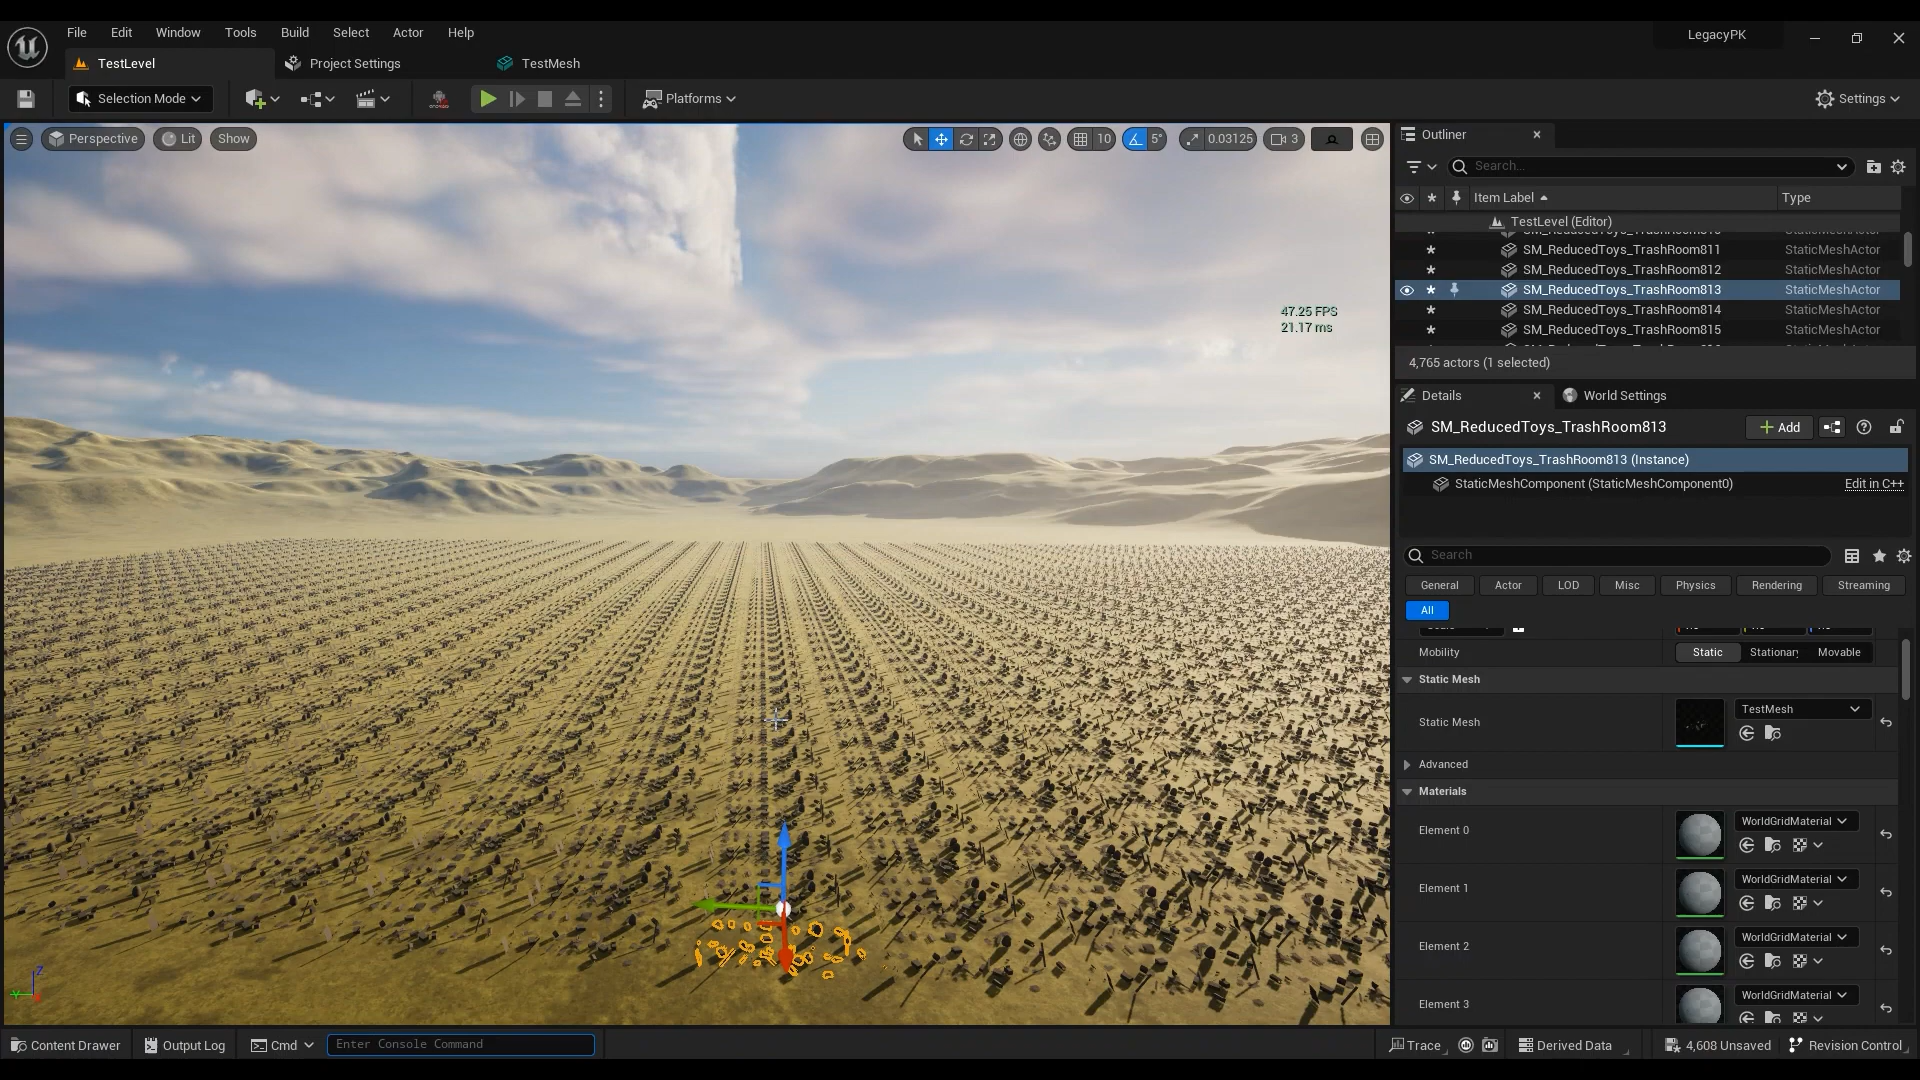 File Edit Window Tools Build Select Actor Help
LegacyPK
TestLevel
Project Settings
TestMesh
Selection Mode
Platforms
Settings
Perspective
Lit
Show
10
5°
0.03125
3
47.25 FPS
21.17 ms
Outliner
Search...
Item Label
Type
TestLevel (Editor)
SM_ReducedToys_TrashRoom811 StaticMeshActor
SM_ReducedToys_TrashRoom812 StaticMeshActor
SM_ReducedToys_TrashRoom813 StaticMeshActor
SM_ReducedToys_TrashRoom814 StaticMeshActor
SM_ReducedToys_TrashRoom815 StaticMeshActor
4,765 actors (1 selected)
Details
World Settings
SM_ReducedToys_TrashRoom813
Add
SM_ReducedToys_TrashRoom813 (Instance)
StaticMeshComponent (StaticMeshComponent0)
Edit in C++
Search
General Actor LOD Misc Physics Rendering Streaming
All
Mobility
Static Stationary Movable
Static Mesh
Static Mesh
TestMesh
Advanced
Materials
Element 0
WorldGridMaterial
Element 1
WorldGridMaterial
Element 2
WorldGridMaterial
Element 3
WorldGridMaterial
Z
Y
Content Drawer
Output Log
Cmd
Enter Console Command
Trace
Derived Data
4,608 Unsaved
Revision Control